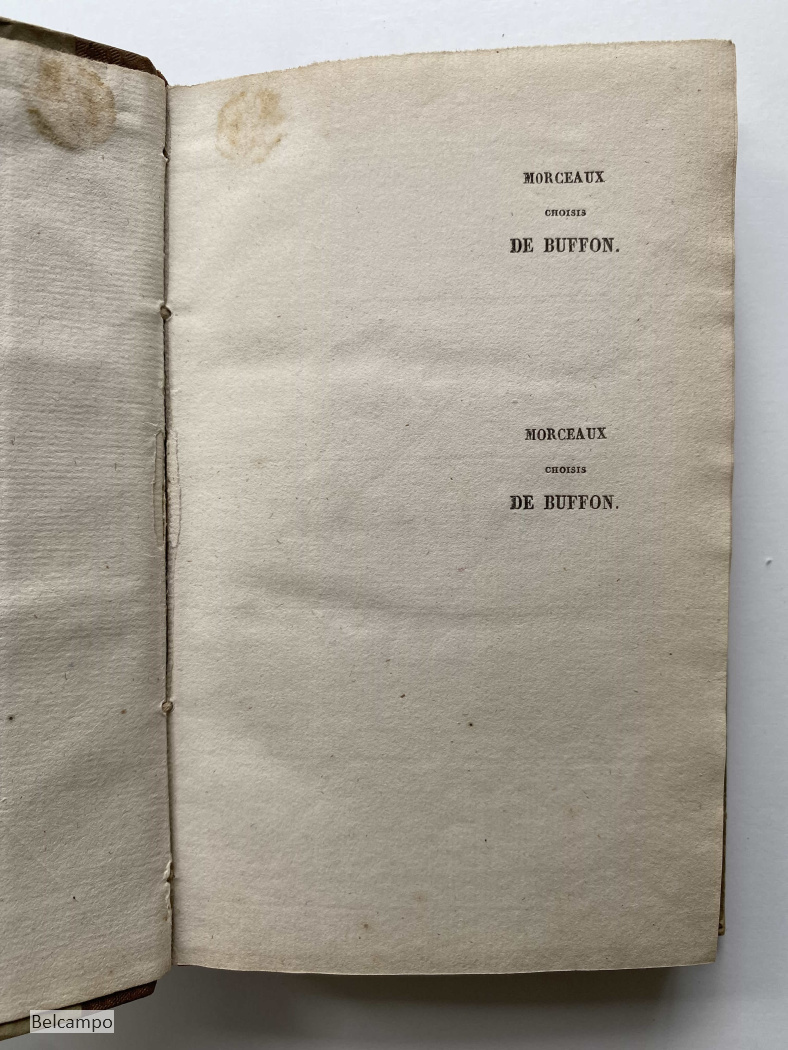 MORCEAUX
CHOISIS
DE BUFFON.
MORCEAUX
CHOISIS
DE BUFFON.
Belcampo